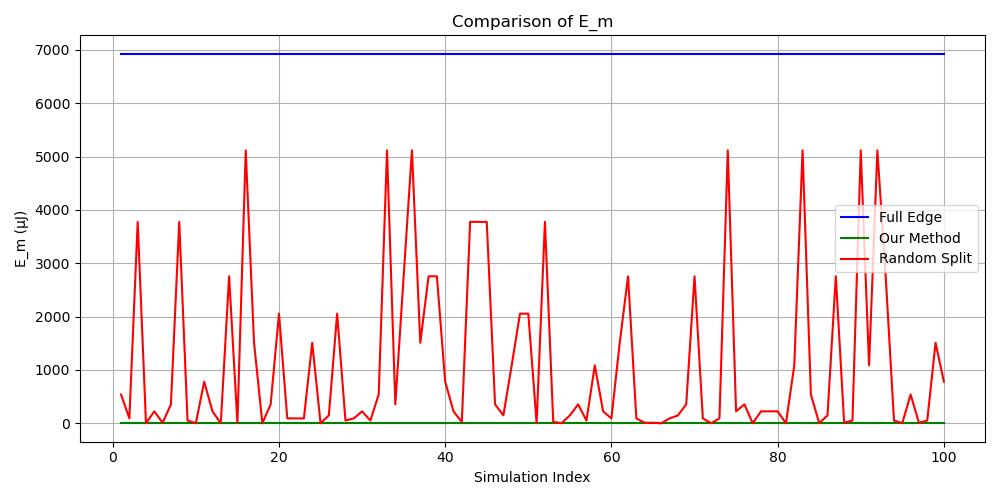 Comparison of E_m
E_m (μJ)
7000
6000
5000
4000
3000
2000
1000
0
Full Edge
Our Method
Random Split
0 20 40 60 80 100
Simulation Index